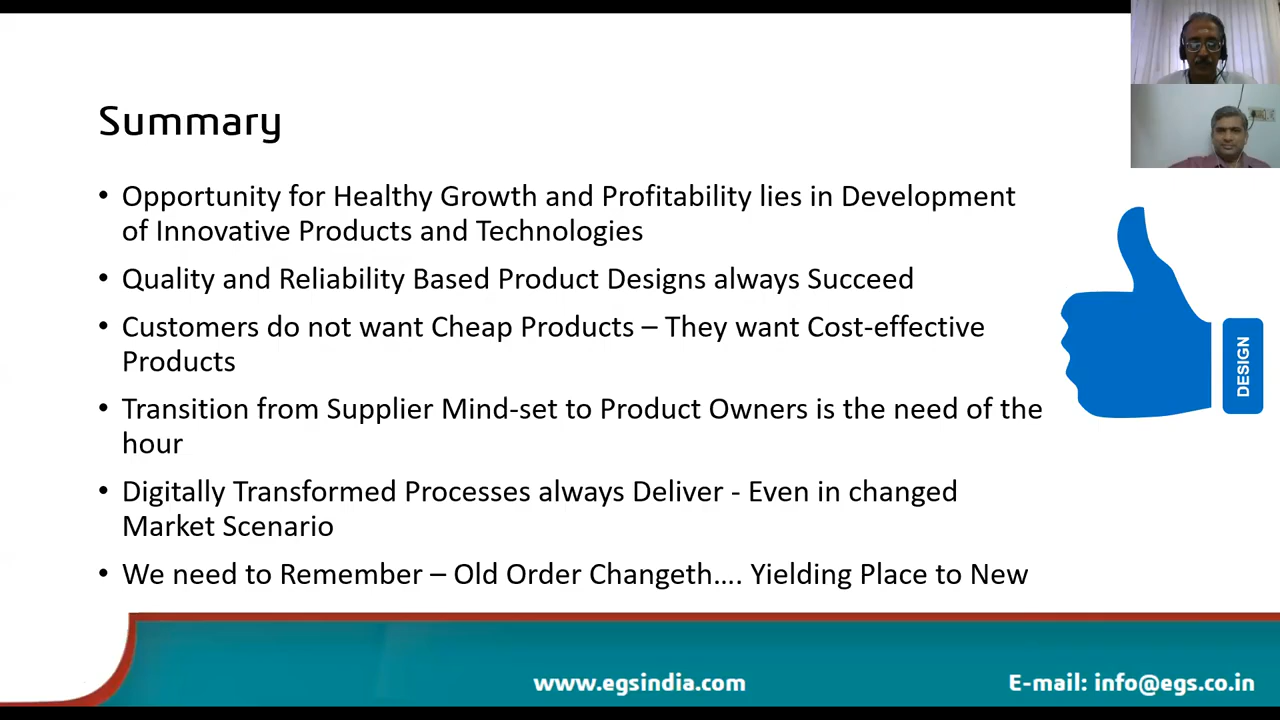 Summary
• Opportunity for Healthy Growth and Profitability lies in Development
of Innovative Products and Technologies
• Quality and Reliability Based Product Designs always Succeed
• Customers do not want Cheap Products – They want Cost-effective
Products
• Transition from Supplier Mind-set to Product Owners is the need of the
hour
• Digitally Transformed Processes always Deliver - Even in changed
Market Scenario
• We need to Remember – Old Order Changeth.... Yielding Place to New
DESIGN
www.egsindia.com
E-mail: info@egs.co.in